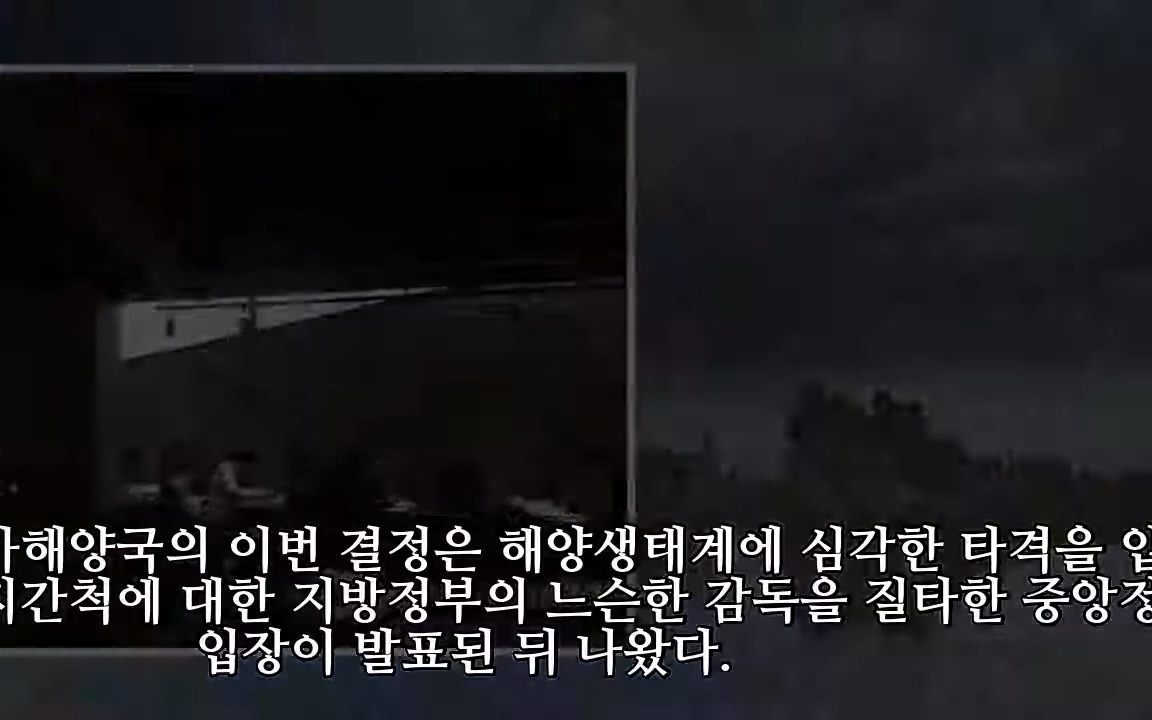 해양국의 이번 결정은 해양생태계에 심각한 타격을
간척에 대한 지방정부의 느슨한 감독을 질타한 중앙
입장이 발표된 뒤 나왔다.